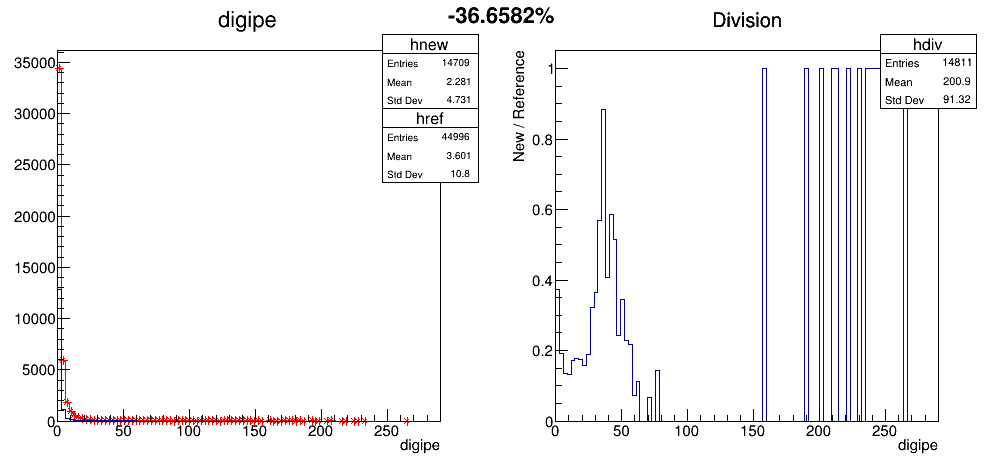 -36.6582%
digipe
hnew
Entries 14709
Mean 2.281
Std Dev 4.731
href
Entries 44996
Mean 3.601
Std Dev 10.8
35000
30000
25000
20000
15000
10000
5000
0
0 50 100 150 200 250
digipe
Division
hdiv
Entries 14811
Mean 200.9
Std Dev 91.32
New / Reference
1
0.8
0.6
0.4
0.2
0
0 50 100 150 200 250
digipe